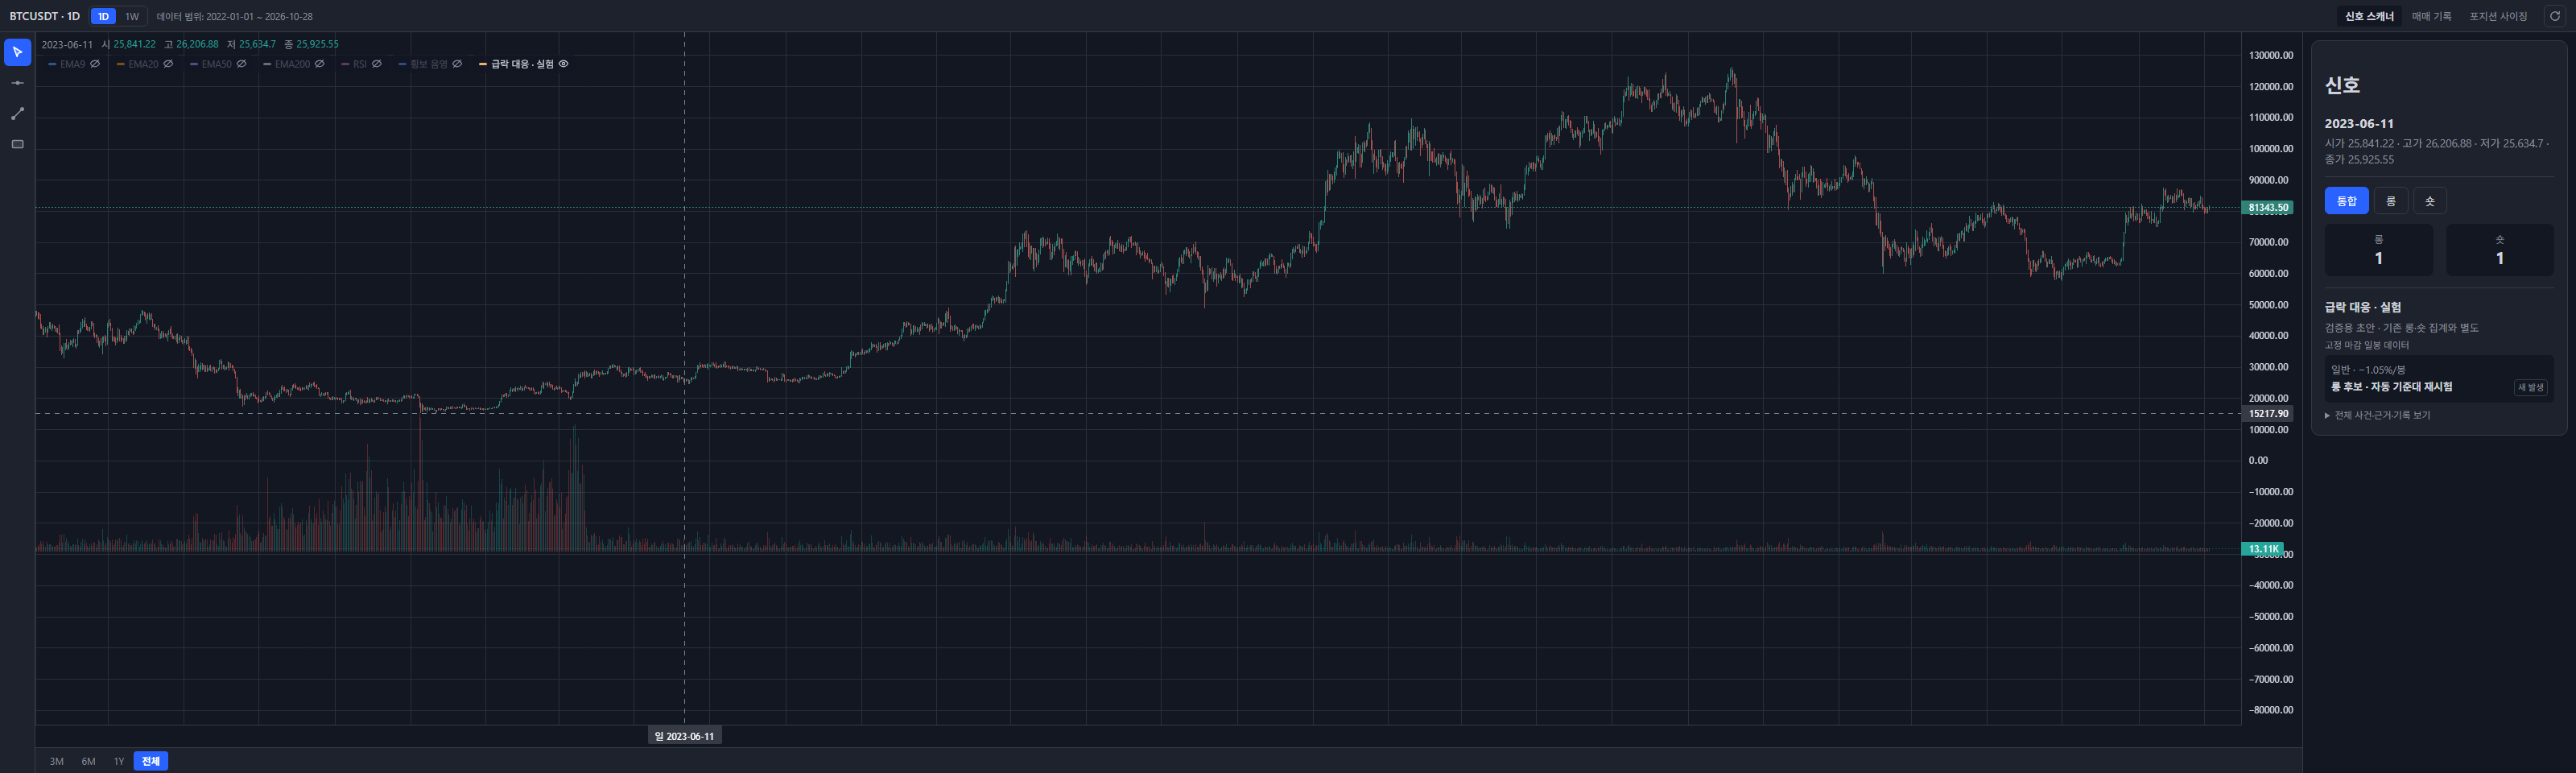 BTCUSDT · 1D 1D 1W 데이터 범위: 2022-01-01 ~ 2026-10-28 신호 스캐너 매매 기록 포지션 사이징
2023-06-11 시 25,841.22 고 26,206.88 저 25,634.7 종 25,925.55
EMA9 EMA20 EMA50 EMA200 RSI 횡보 음영 급락 대응 · 실험
130000.00
120000.00
110000.00
100000.00
90000.00
81343.50
70000.00
60000.00
50000.00
40000.00
30000.00
20000.00
15217.90
10000.00
0.00
-10000.00
-20000.00
13.11K
-40000.00
-50000.00
-60000.00
-70000.00
-80000.00
일 2023-06-11
3M 6M 1Y 전체
신호
2023-06-11
시가 25,841.22 · 고가 26,206.88 · 저가 25,634.7 ·
종가 25,925.55
통합 롱 숏
롱 숏
1 1
급락 대응 · 실험
검증용 초안 · 기존 롱·숏 집계와 별도
고정 마감 일봉 데이터
일반 · −1.05%/봉
롱 후보 · 자동 기준대 재시험 새 발생
전체 사건·근거·기록 보기